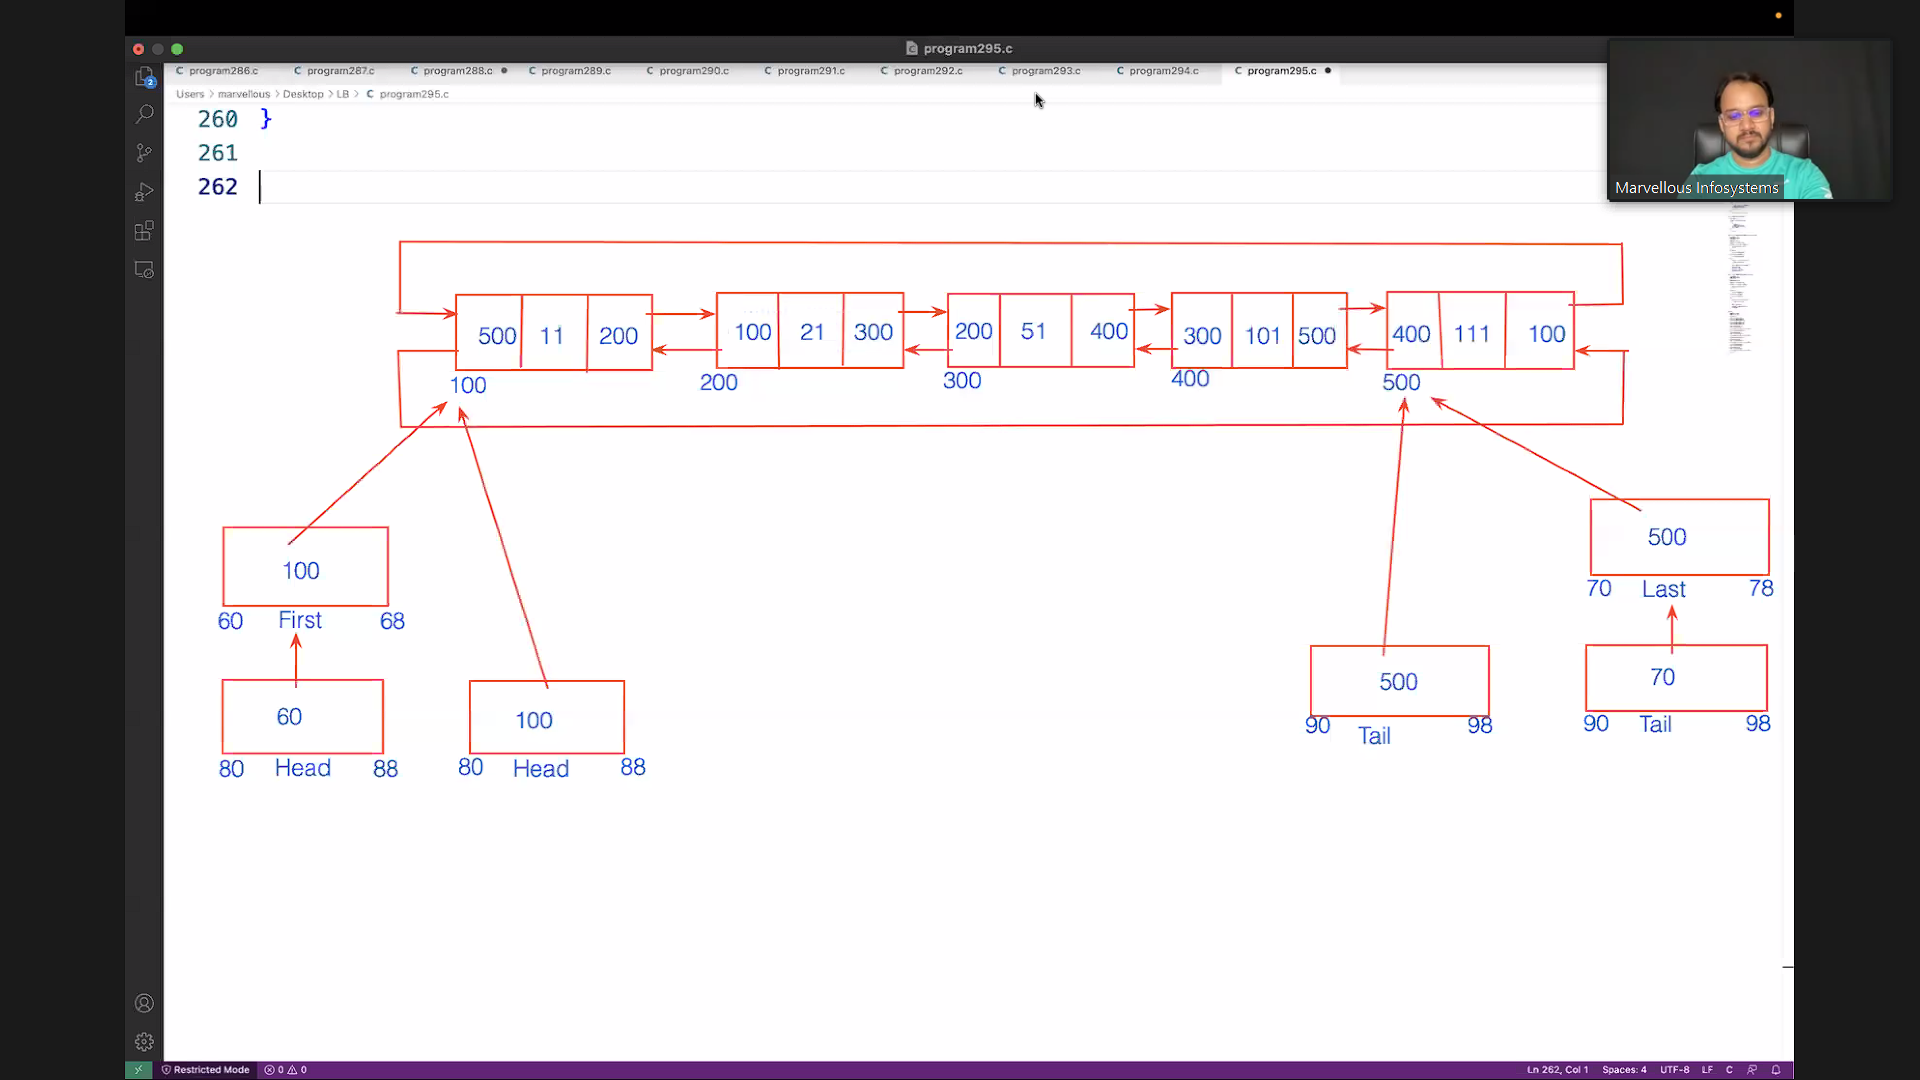 program295.c
program286.c program287.c program288.c program289.c program290.c program291.c program292.c program293.c program294.c program295.c
Users > marvellous > Desktop > LB > C program295.c
2
260 }
261
262
Marvellous Infosystems
500 11 200 100 21 300 200 51 400 300 101 500 400 111 100
100 200 300 400 500
100 500
60 First 68 70 Last 78
60 100 500 70
80 Head 88 80 Head 88 90 Tail 98 90 Tail 98
Restricted Mode 0 0 Ln 262, Col 1 Spaces: 4 UTF-8 LF C